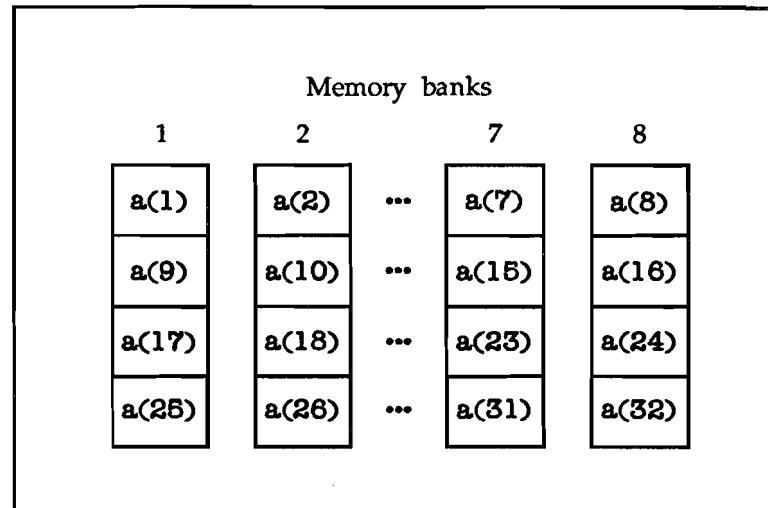 Memory banks
1 2 7 8
a(1) a(2) ••• a(7) a(8)
a(9) a(10) ••• a(15) a(16)
a(17) a(18) ••• a(23) a(24)
a(25) a(26) ••• a(31) a(32)